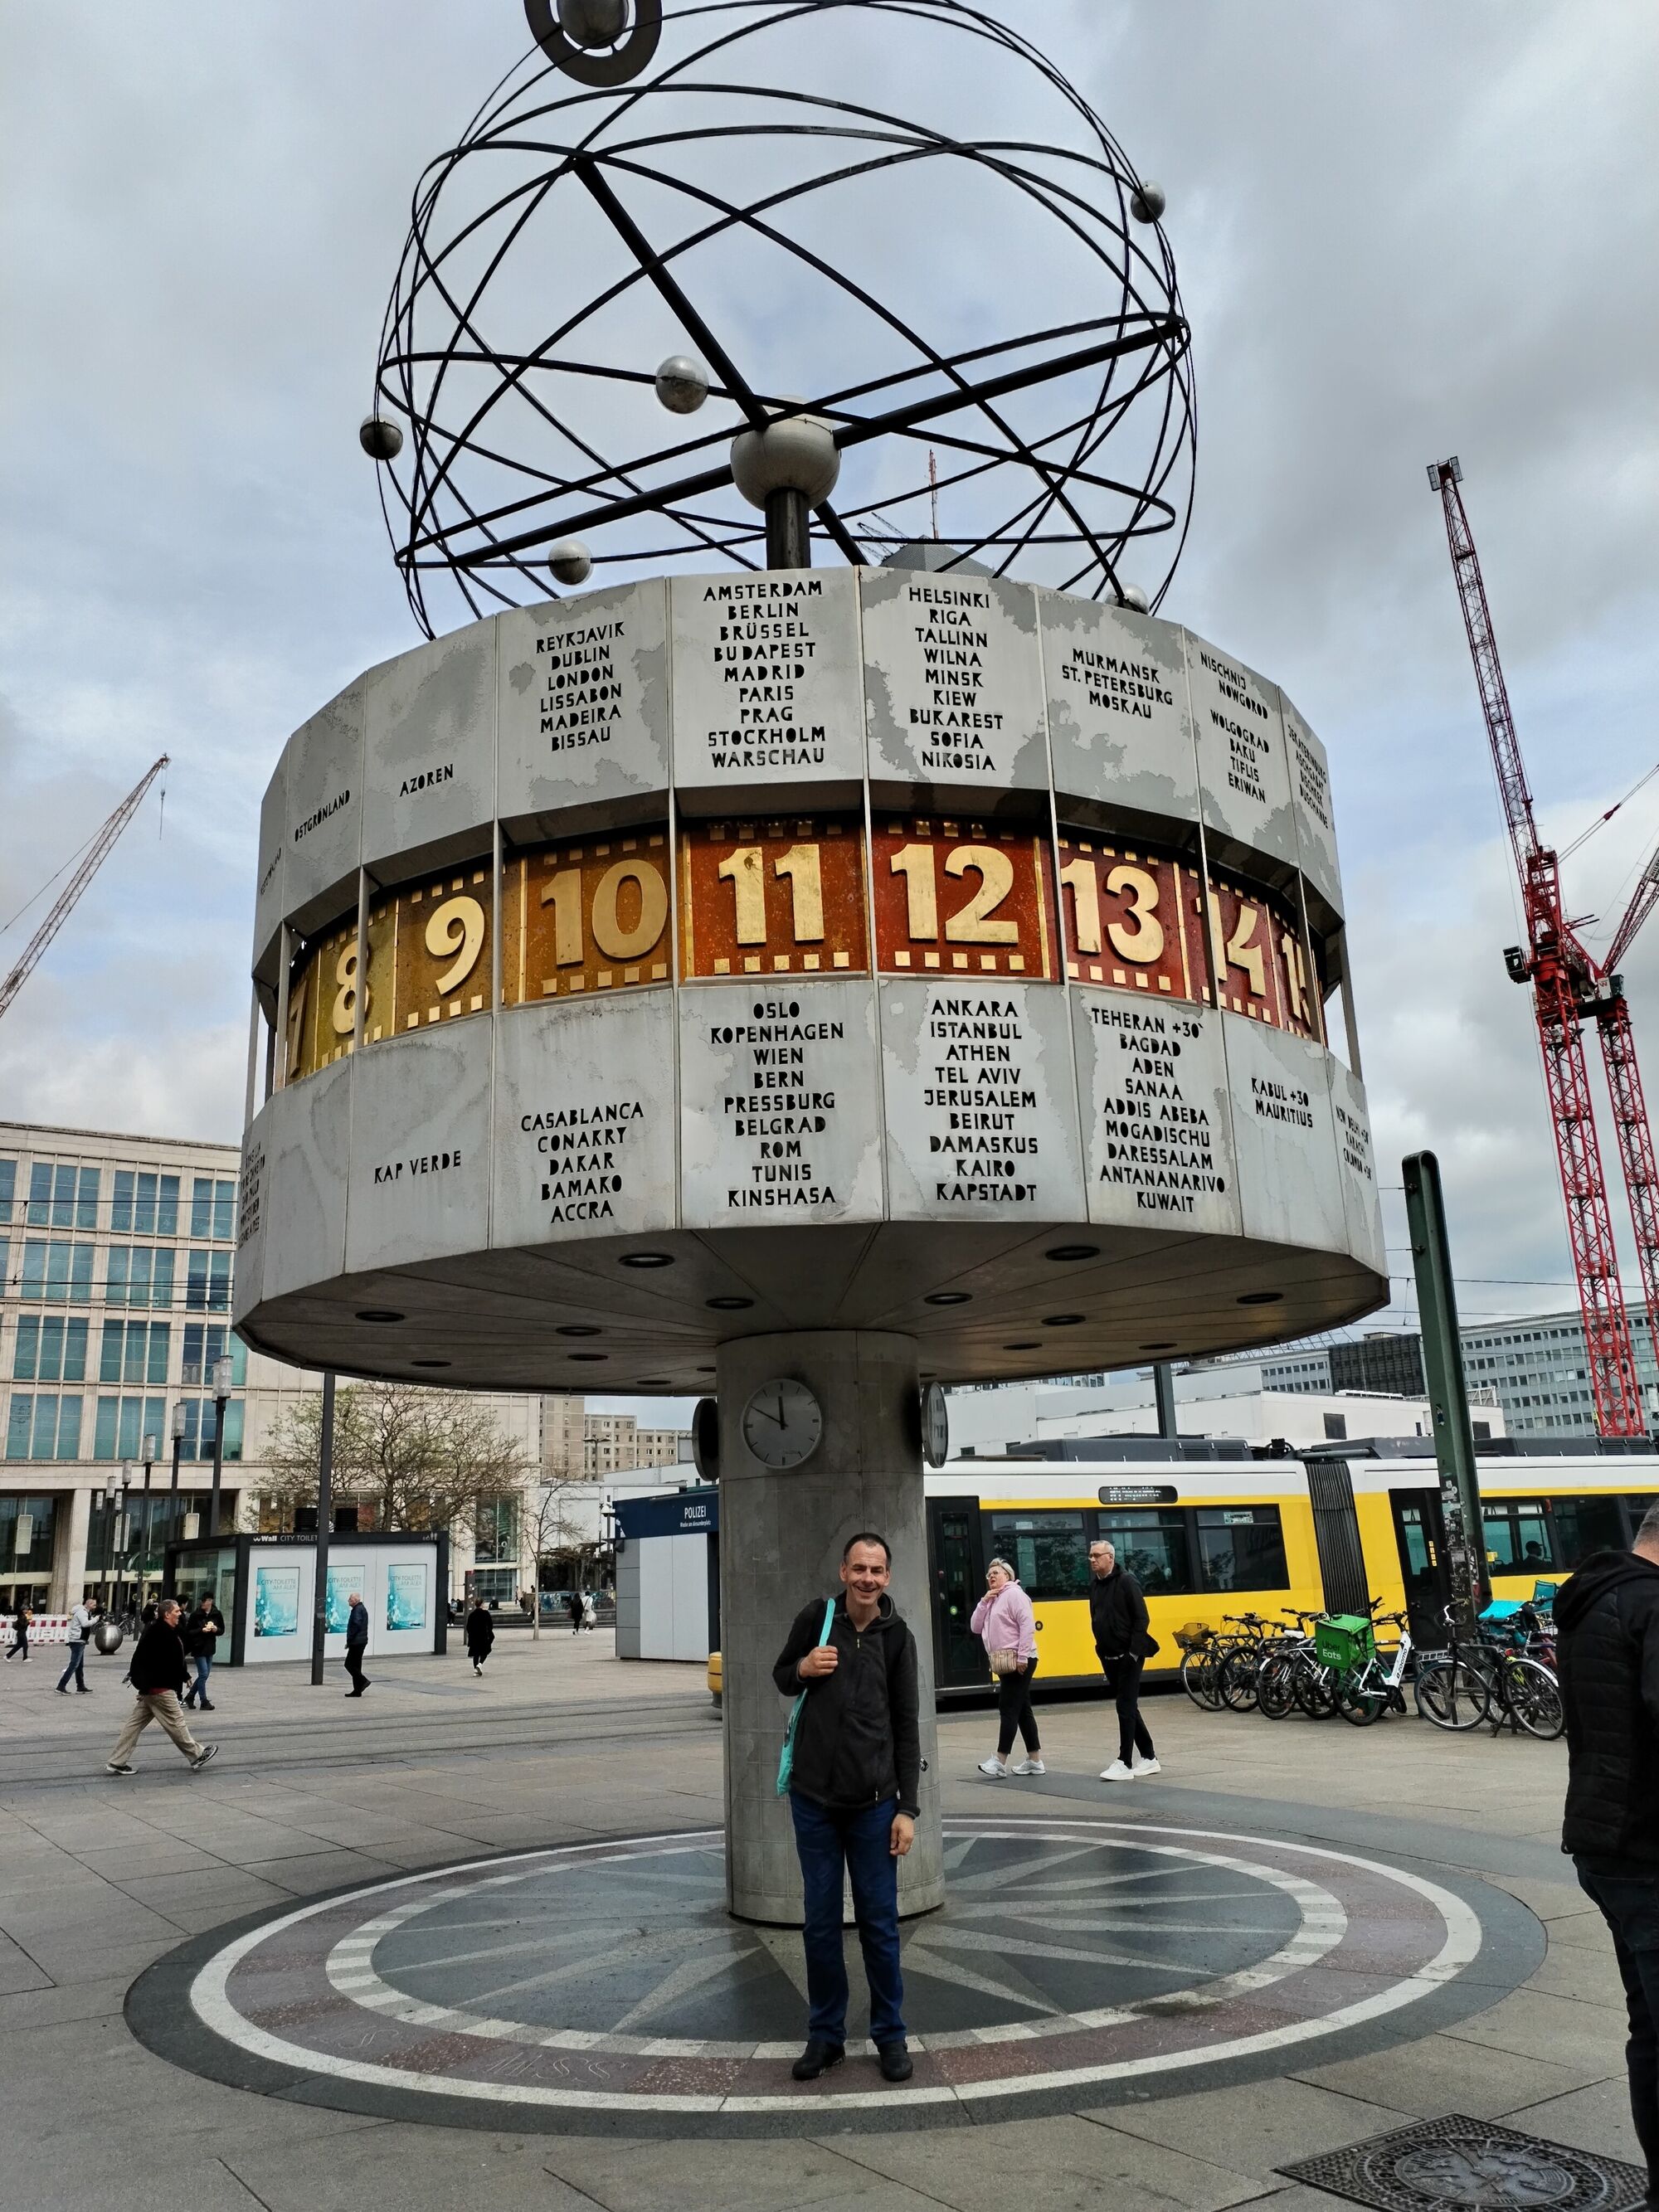 OSTGRÖNLAND
AZOREN
REYKJAVIK
DUBLIN
LONDON
LISSABON
MADEIRA
BISSAU
AMSTERDAM
BERLIN
BRÜSSEL
BUDAPEST
MADRID
PARIS
PRAG
STOCKHOLM
WARSCHAU
HELSINKI
RIGA
TALLINN
WILNA
MINSK
KIEW
BUKAREST
SOFIA
NIKOSIA
MURMANSK
ST. PETERSBURG
MOSKAU
NISCHNIJ
NOWGOROD
WOLGOGRAD
BAKU
TIFLIS
ERIWAN
7
8
9
10
11
12
13
14
KAP VERDE
CASABLANCA
CONAKRY
DAKAR
BAMAKO
ACCRA
OSLO
KOPENHAGEN
WIEN
BERN
PRESSBURG
BELGRAD
ROM
TUNIS
KINSHASA
ANKARA
ISTANBUL
ATHEN
TEL AVIV
JERUSALEM
BEIRUT
DAMASKUS
KAIRO
KAPSTADT
TEHERAN +30
BAGDAD
ADEN
SANAA
ADDIS ABEBA
MOGADISCHU
DARESSALAM
ANTANANARIVO
KUWAIT
KABUL +30
MAURITIUS
POLIZEI
Wall CITY-TOILETTE
CITY-TOILETTE
Uber
Eats